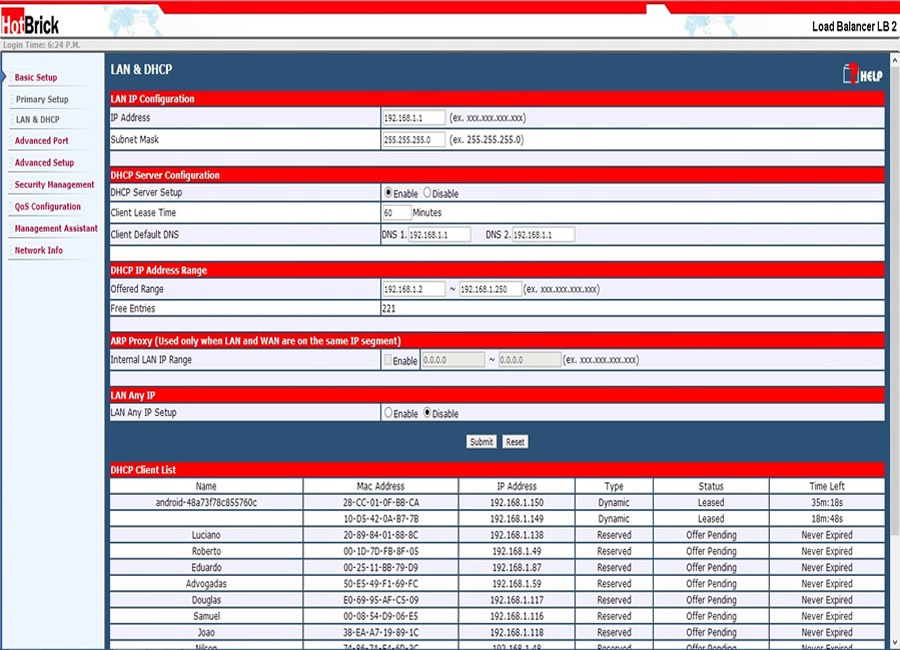 HotBrick
Load Balancer LB 2
Login Time: 6:24 P.M.
Basic Setup
Primary Setup
LAN & DHCP
Advanced Port
Advanced Setup
Security Management
QoS Configuration
Management Assistant
Network Info
LAN & DHCP
HELP
LAN IP Configuration
IP Address 192.168.1.1 (ex. xxx.xxx.xxx.xxx)
Subnet Mask 255.255.255.0 (ex. 255.255.255.0)
DHCP Server Configuration
DHCP Server Setup Enable Disable
Client Lease Time 60 Minutes
Client Default DNS DNS 1. 192.168.1.1 DNS 2. 192.168.1.1
DHCP IP Address Range
Offered Range 192.168.1.2 ~ 192.168.1.250 (ex. xxx.xxx.xxx.xxx)
Free Entries 221
ARP Proxy (Used only when LAN and WAN are on the same IP segment)
Internal LAN IP Range Enable 0.0.0.0 ~ 0.0.0.0 (ex. xxx.xxx.xxx.xxx)
LAN Any IP
LAN Any IP Setup Enable Disable
Submit Reset
DHCP Client List
Name Mac Address IP Address Type Status Time Left
android-48a73f78c855760c 28-CC-01-0F-BB-CA 192.168.1.150 Dynamic Leased 35m:18s
10-D5-42-0A-B7-7B 192.168.1.149 Dynamic Leased 18m:48s
Luciano 20-89-84-01-88-8C 192.168.1.138 Reserved Offer Pending Never Expired
Roberto 00-1D-7D-FB-8F-05 192.168.1.49 Reserved Offer Pending Never Expired
Eduardo 00-25-11-BB-79-D9 192.168.1.87 Reserved Offer Pending Never Expired
Advogadas 50-E5-49-F1-69-FC 192.168.1.59 Reserved Offer Pending Never Expired
Douglas E0-69-95-AF-C5-09 192.168.1.117 Reserved Offer Pending Never Expired
Samuel 00-08-54-D9-06-E5 192.168.1.116 Reserved Offer Pending Never Expired
Joao 38-EA-A7-19-89-1C 192.168.1.118 Reserved Offer Pending Never Expired
Reserved Offer Pending Never Expired